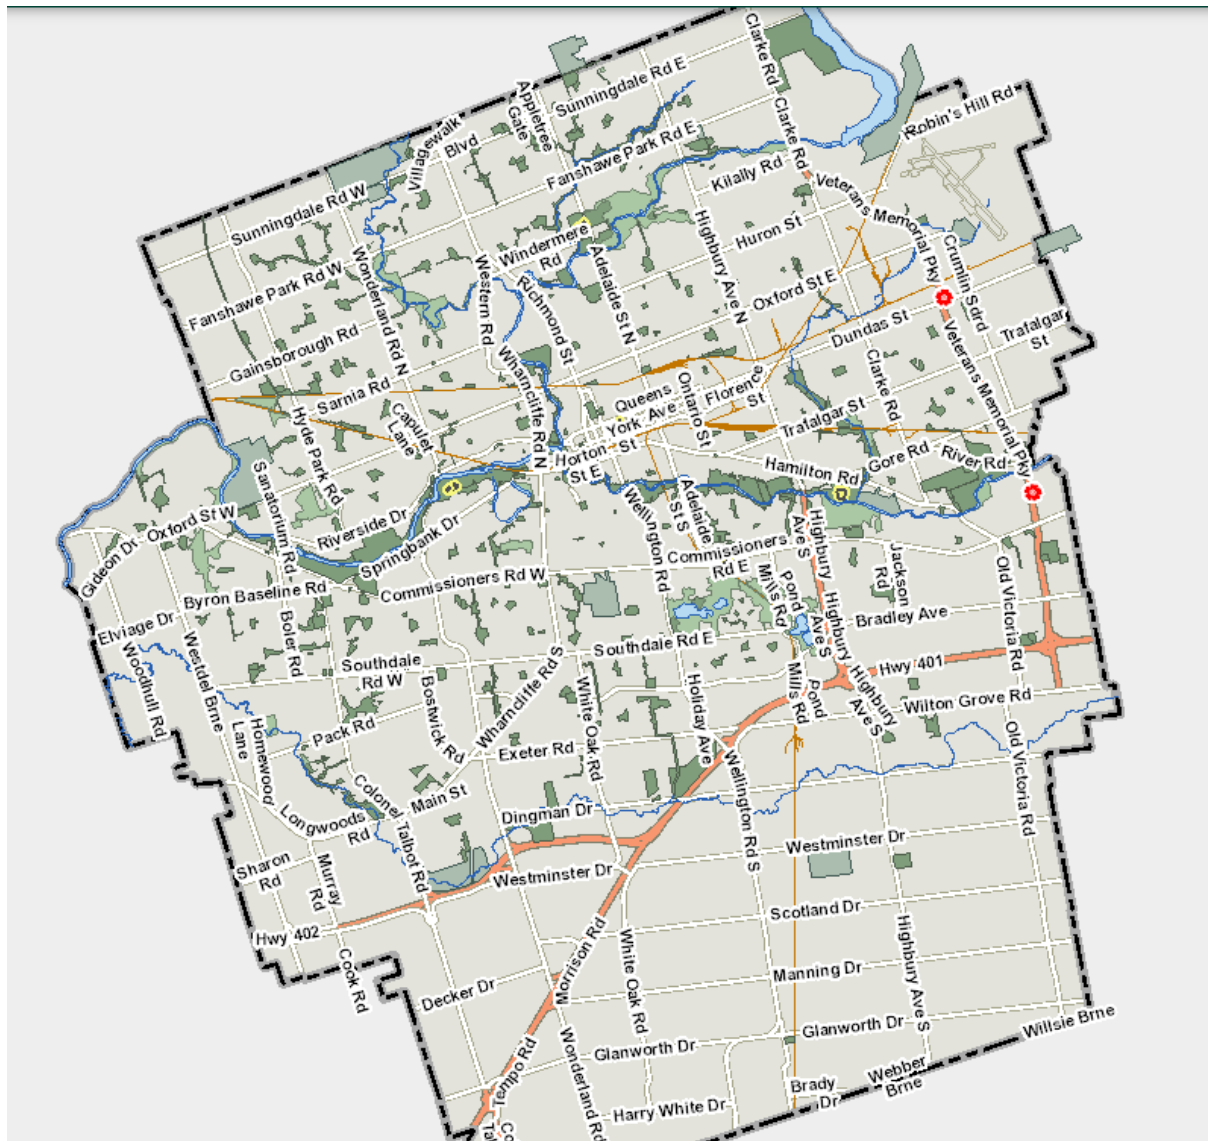 Clarke Rd
Sunningdale Rd E
Appletree
Gate
Clarke Rd
Robin's Hill Rd
Villagewalk
Blvd
Fanshawe Park Rd E
Kilally Rd
Veterans Memorial Pky
Sunningdale Rd W
Windermere
Rd
Highbury Ave N
Huron St
Crumlin Sdrd
Fanshawe Park Rd W
Wonderland Rd N
Western Rd
Richmond St
Adelaide St N
Oxford St E
Dundas St
Trafalgar
St
Gainsborough Rd
Sarnia Rd
Wharncliffe Rd N
Queens
York Ave
Florence
St
Ontario St
Clarke Rd
Veterans Memorial Pky
Hyde Park Rd
Capulet
Lane
Horton
St
St E
Trafalgar St
Hamilton Rd
Gore Rd
River Rd
Sanatorium Rd
Oxford St W
Gideon Dr
Riverside Dr
Springbank Dr
Wellington Rd
Adelaide
St S
Commissioners
Rd E
Highbury
Ave S
Jackson
Rd
Old Victoria Rd
Byron Baseline Rd
Commissioners Rd W
Pond
Mills Rd
Elviage Dr
Woodhull Rd
Westdel Brne
Boler Rd
Southdale
Rd W
Southdale Rd E
Highbury
Ave S
Bradley Ave
Hwy 401
Homewood
Lane
Pack Rd
Bostwick Rd
Wharncliffe Rd S
White Oak Rd
Holiday Ave
Pond
Mills Rd
Highbury
Ave S
Wilton Grove Rd
Exeter Rd
Old Victoria Rd
Longwoods
Rd
Colonel Talbot Rd
Main St
Dingman Dr
Wellington Rd S
Westminster Dr
Sharon
Rd
Murray
Rd
Westminster Dr
Hwy 402
Scotland Dr
Cook Rd
Decker Dr
Morrison Rd
White Oak Rd
Manning Dr
Highbury Ave S
Glanworth Dr
Willsie Brne
Tempo Rd
Wonderland Rd
Glanworth Dr
Webber
Brne
Brady
Dr
Harry White Dr